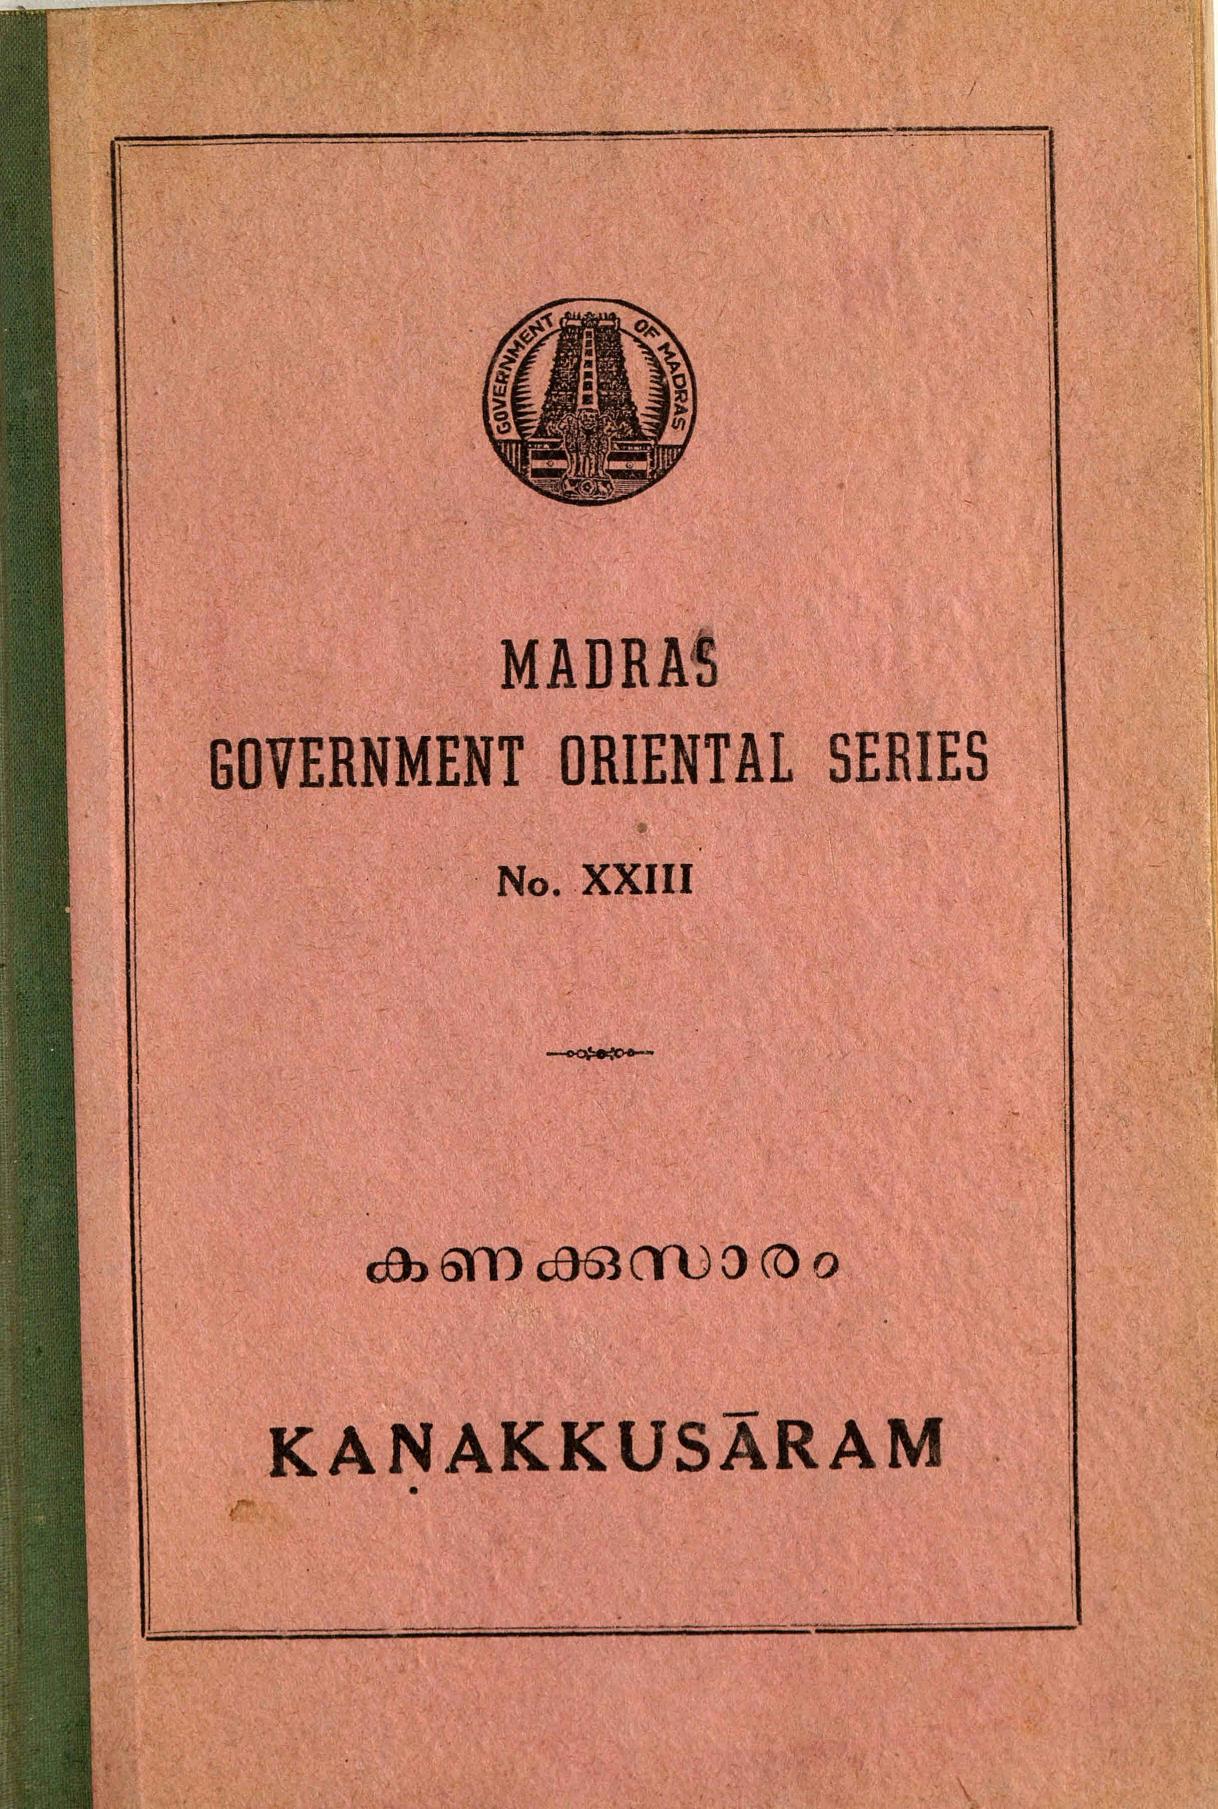 GOVERNMENT OF MADRAS
MADRAS
GOVERNMENT ORIENTAL SERIES
No. XXIII
കണക്കുസാരം
KAṆAKKUSĀRAM